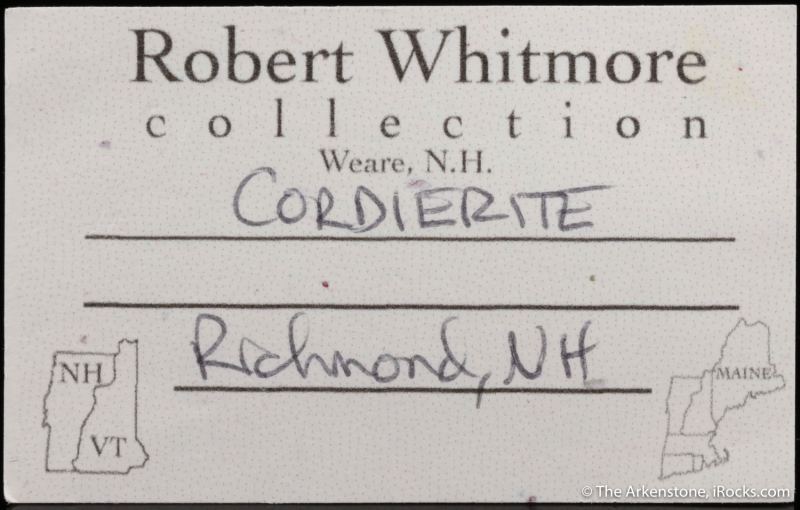 Robert Whitmore
collection
Weare, N.H.
CORDIERITE
Richmond, NH
NH
VT
MAINE
© The Arkenstone, iRocks.com